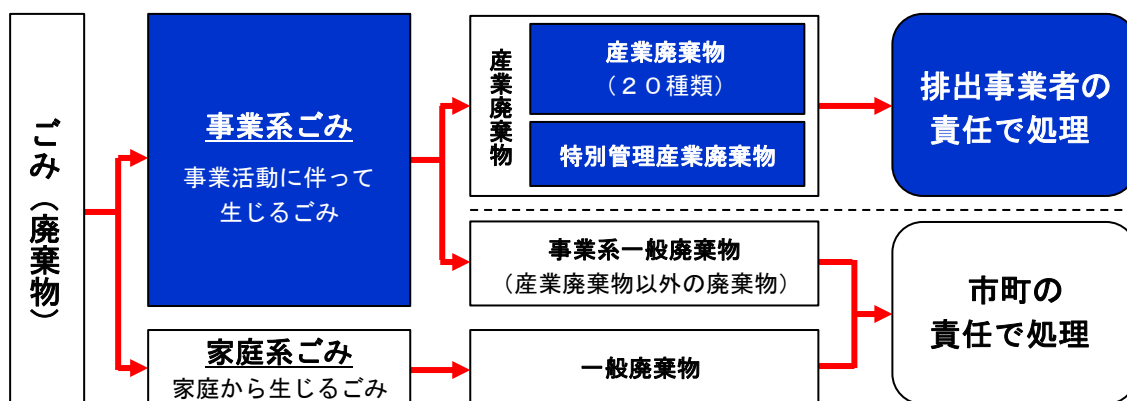 ごみ（廃棄物）
事業系ごみ
事業活動に伴って
生じるごみ
家庭系ごみ
家庭から生じるごみ
産業廃棄物
産業廃棄物
（２０種類）
特別管理産業廃棄物
事業系一般廃棄物
（産業廃棄物以外の廃棄物）
一般廃棄物
排出事業者の
責任で処理
市町の
責任で処理